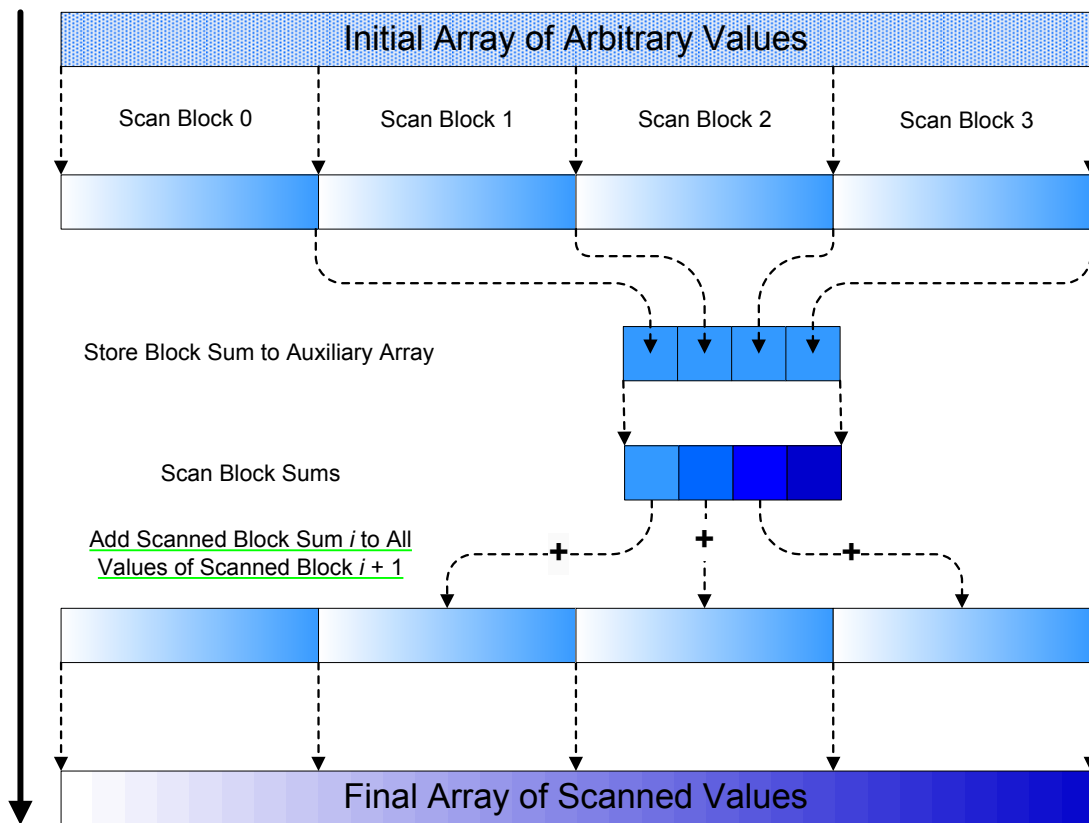 Initial Array of Arbitrary Values
Scan Block 0
Scan Block 1
Scan Block 2
Scan Block 3
Store Block Sum to Auxiliary Array
Scan Block Sums
Add Scanned Block Sum i to All
Values of Scanned Block i + 1
+
+
+
Final Array of Scanned Values